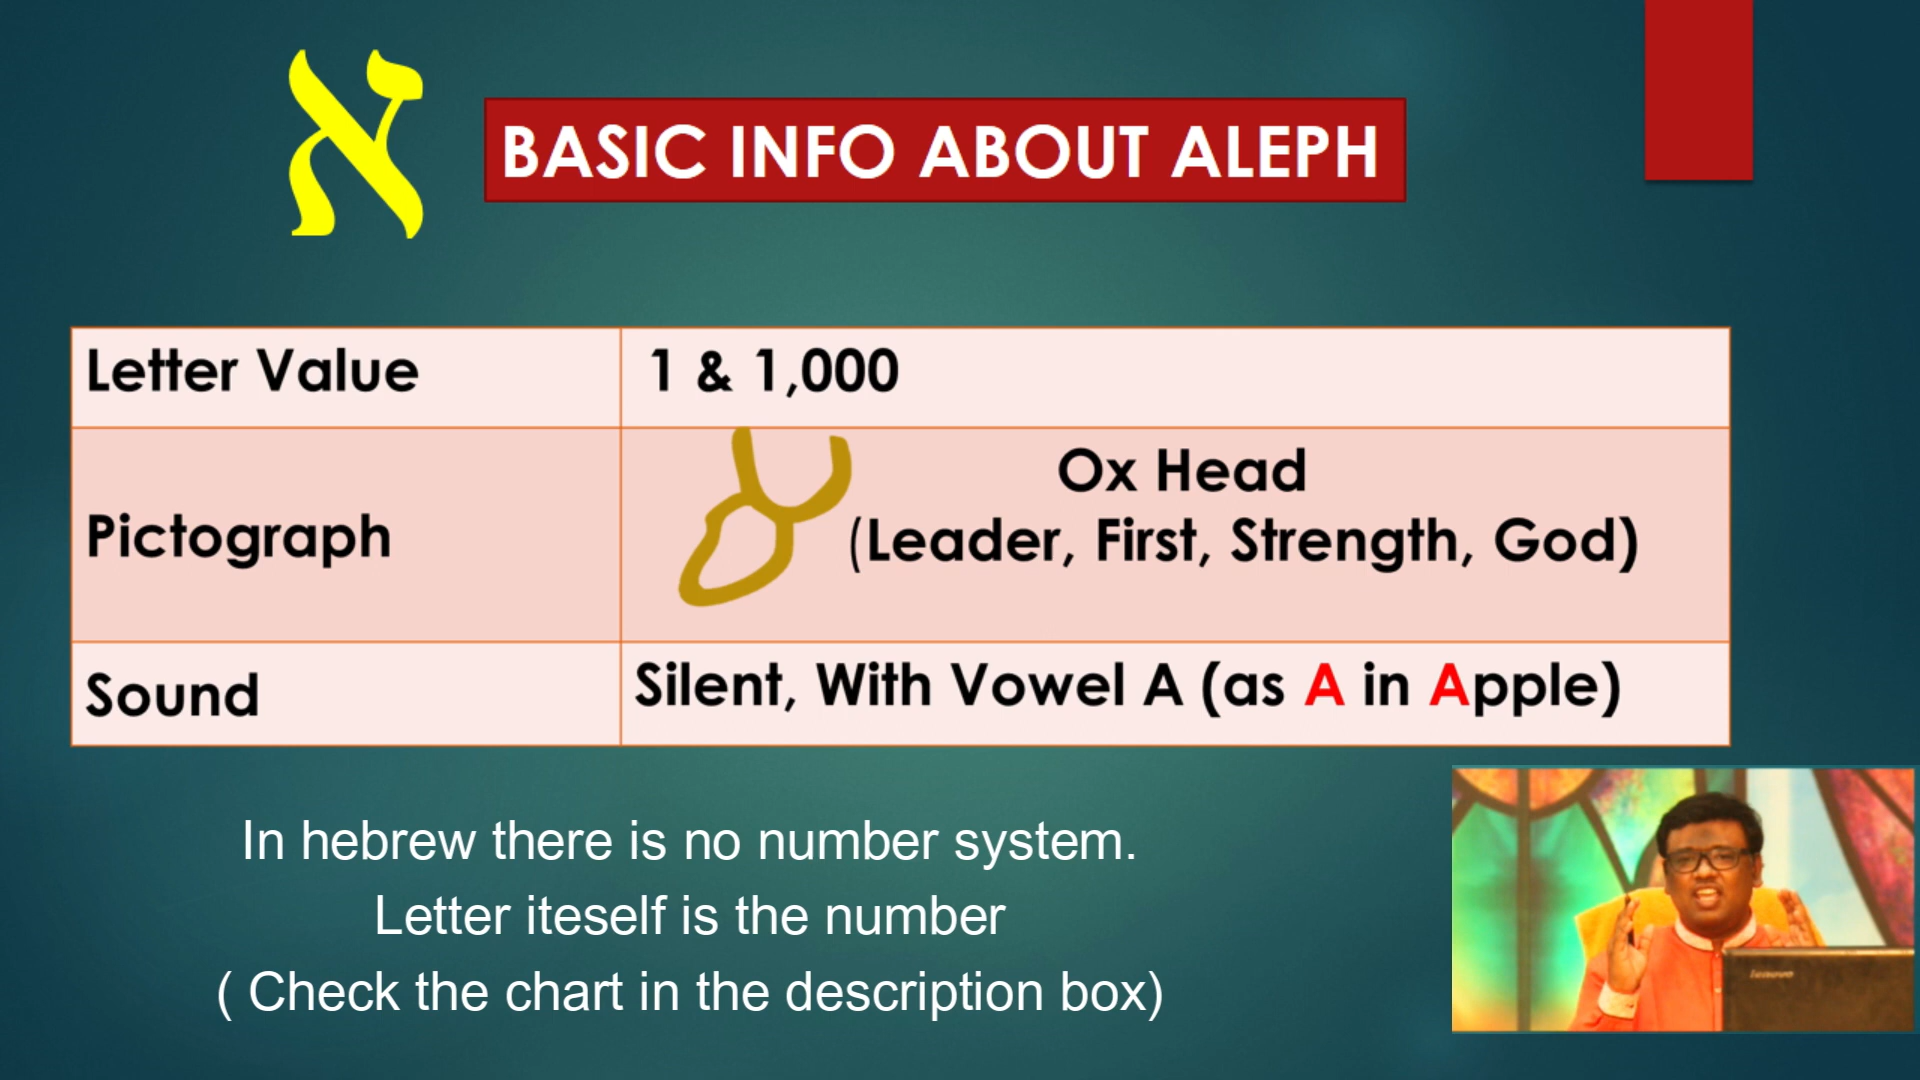 א
BASIC INFO ABOUT ALEPH
Letter Value 1 & 1,000
Pictograph
Ox Head
(Leader, First, Strength, God)
Sound Silent, With Vowel A (as A in Apple)
In hebrew there is no number system.
Letter iteself is the number
( Check the chart in the description box)
lenovo